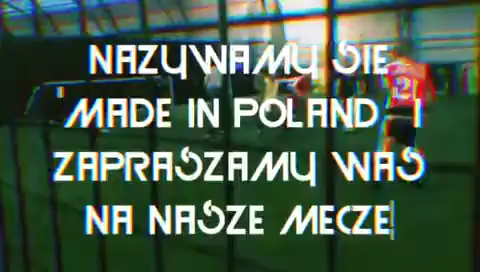 NAZYWAMY SIE
"MADE IN POLAND" I
ZAPRASZAMY WAS
NA NASZE MECZE